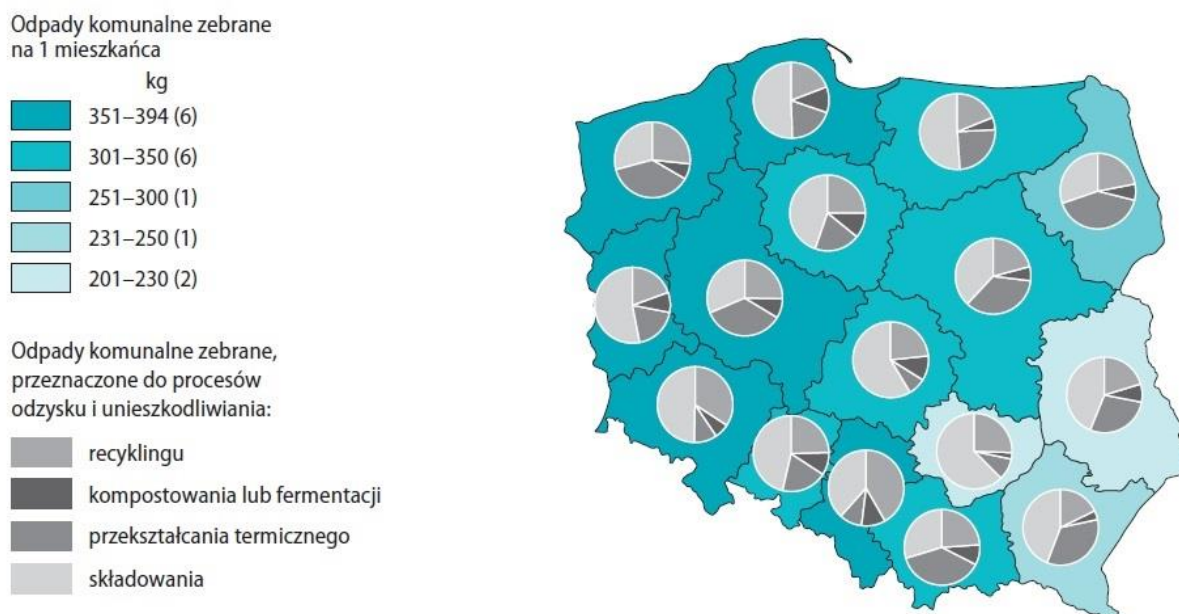 Odpady komunalne zebrane
na 1 mieszkańca
kg
351–394 (6)
301–350 (6)
251–300 (1)
231–250 (1)
201–230 (2)
Odpady komunalne zebrane,
przeznaczone do procesów
odzysku i unieszkodliwiania:
recyklingu
kompostowania lub fermentacji
przekształcania termicznego
składowania